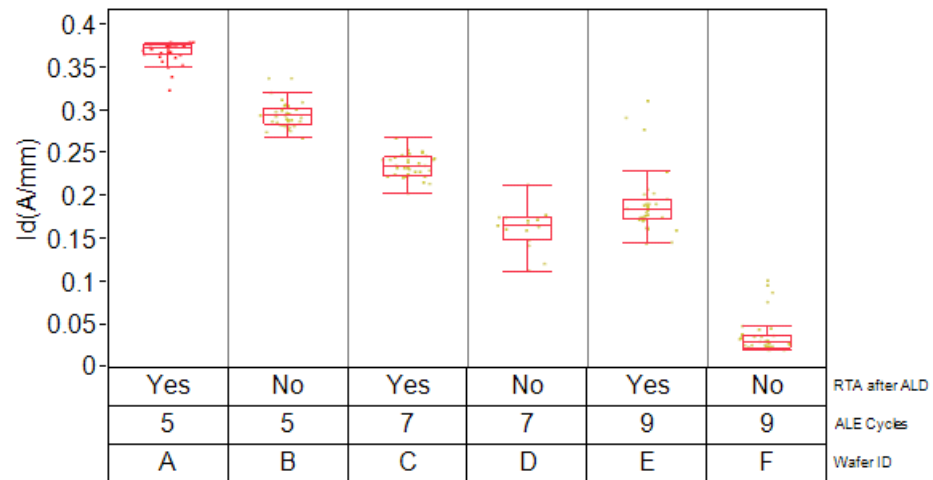 0.4
0.35
0.3
0.25
0.2
0.15
0.1
0.05
0
Id(A/mm)
Yes No Yes No Yes No RTA after ALD
5 5 7 7 9 9 ALE Cycles
A B C D E F Wafer ID